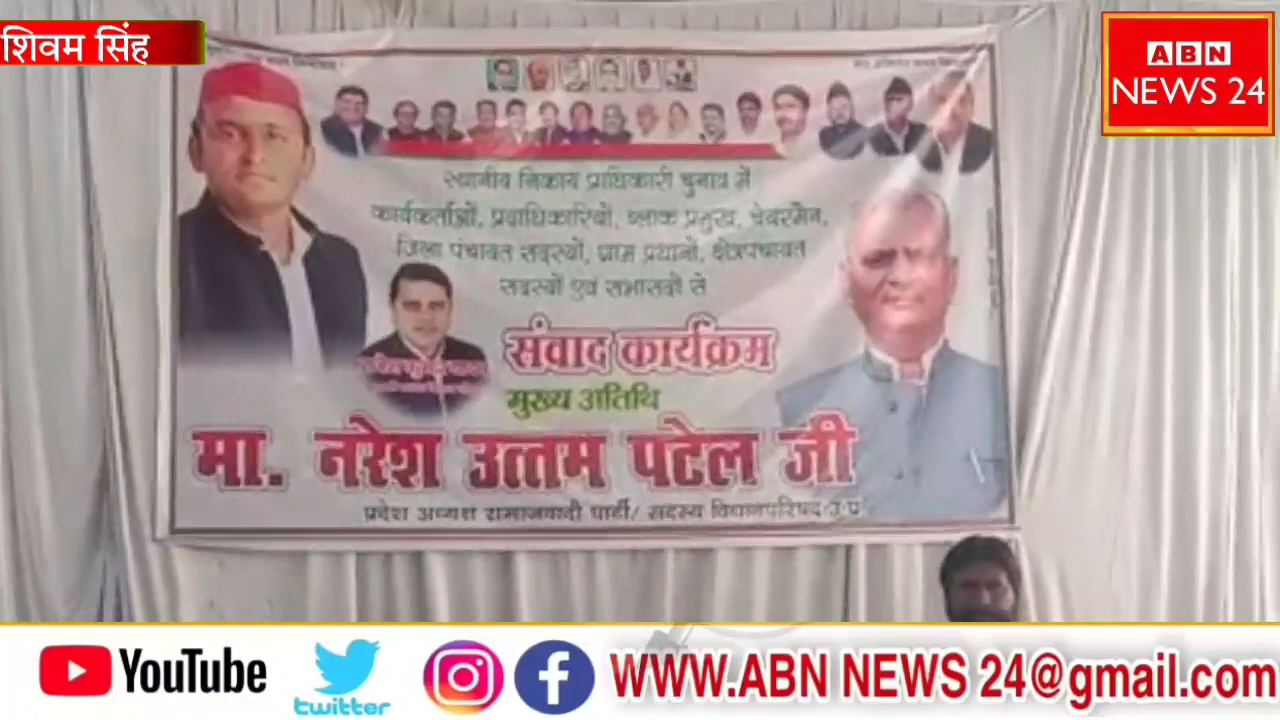 शिवम सिंह
ABN
NEWS 24
स्थानीय निकाय प्राधिकारी चुनाव में
कार्यकर्ताओं, पदाधिकारियों, ब्लाक प्रमुख, चेयरमैन,
जिला पंचायत सदस्यों, ग्राम प्रधानों, क्षेत्रपंचायत
सदस्यों एवं सभासदों से
संवाद कार्यक्रम
मुख्य अतिथि
मा. नरेश उत्तम पटेल जी
प्रदेश अध्यक्ष समाजवादी पार्टी/ सदस्य विधानपरिषद उ.प्र.
YouTube
twitter
WWW.ABN NEWS 24@gmail.com